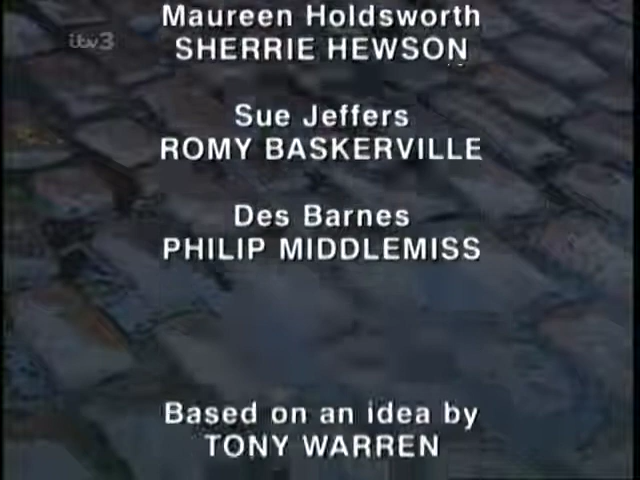 Maureen Holdsworth
itv3
SHERRIE HEWSON
Sue Jeffers
ROMY BASKERVILLE
Des Barnes
PHILIP MIDDLEMISS
Based on an idea by
TONY WARREN